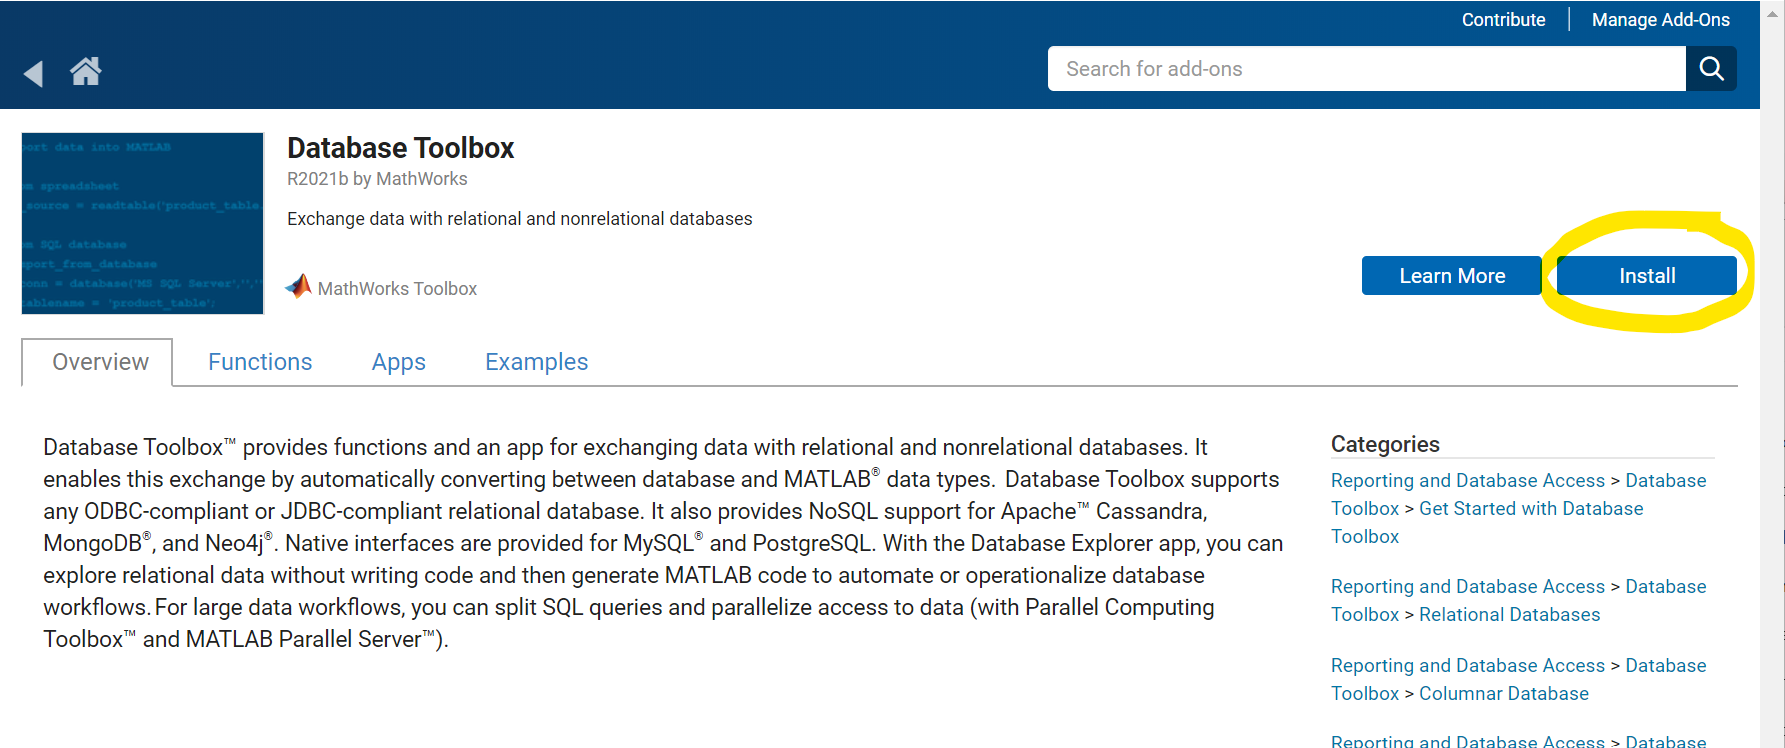 Contribute | Manage Add-Ons
Search for add-ons
port data into MATLAB
om spreadsheet
_source = readtable('product_table.
om SQL database
mport_from_database
conn = database('MS SQL Server','',''
tablename = 'product_table';
Database Toolbox
R2021b by MathWorks
Exchange data with relational and nonrelational databases
MathWorks Toolbox
Learn More
Install
Overview
Functions
Apps
Examples
Database Toolbox™ provides functions and an app for exchanging data with relational and nonrelational databases. It
enables this exchange by automatically converting between database and MATLAB® data types. Database Toolbox supports
any ODBC-compliant or JDBC-compliant relational database. It also provides NoSQL support for Apache™ Cassandra,
MongoDB®, and Neo4j®. Native interfaces are provided for MySQL® and PostgreSQL. With the Database Explorer app, you can
explore relational data without writing code and then generate MATLAB code to automate or operationalize database
workflows. For large data workflows, you can split SQL queries and parallelize access to data (with Parallel Computing
Toolbox™ and MATLAB Parallel Server™).
Categories
Reporting and Database Access > Database
Toolbox > Get Started with Database
Toolbox
Reporting and Database Access > Database
Toolbox > Relational Databases
Reporting and Database Access > Database
Toolbox > Columnar Database
Reporting and Database Access > Database